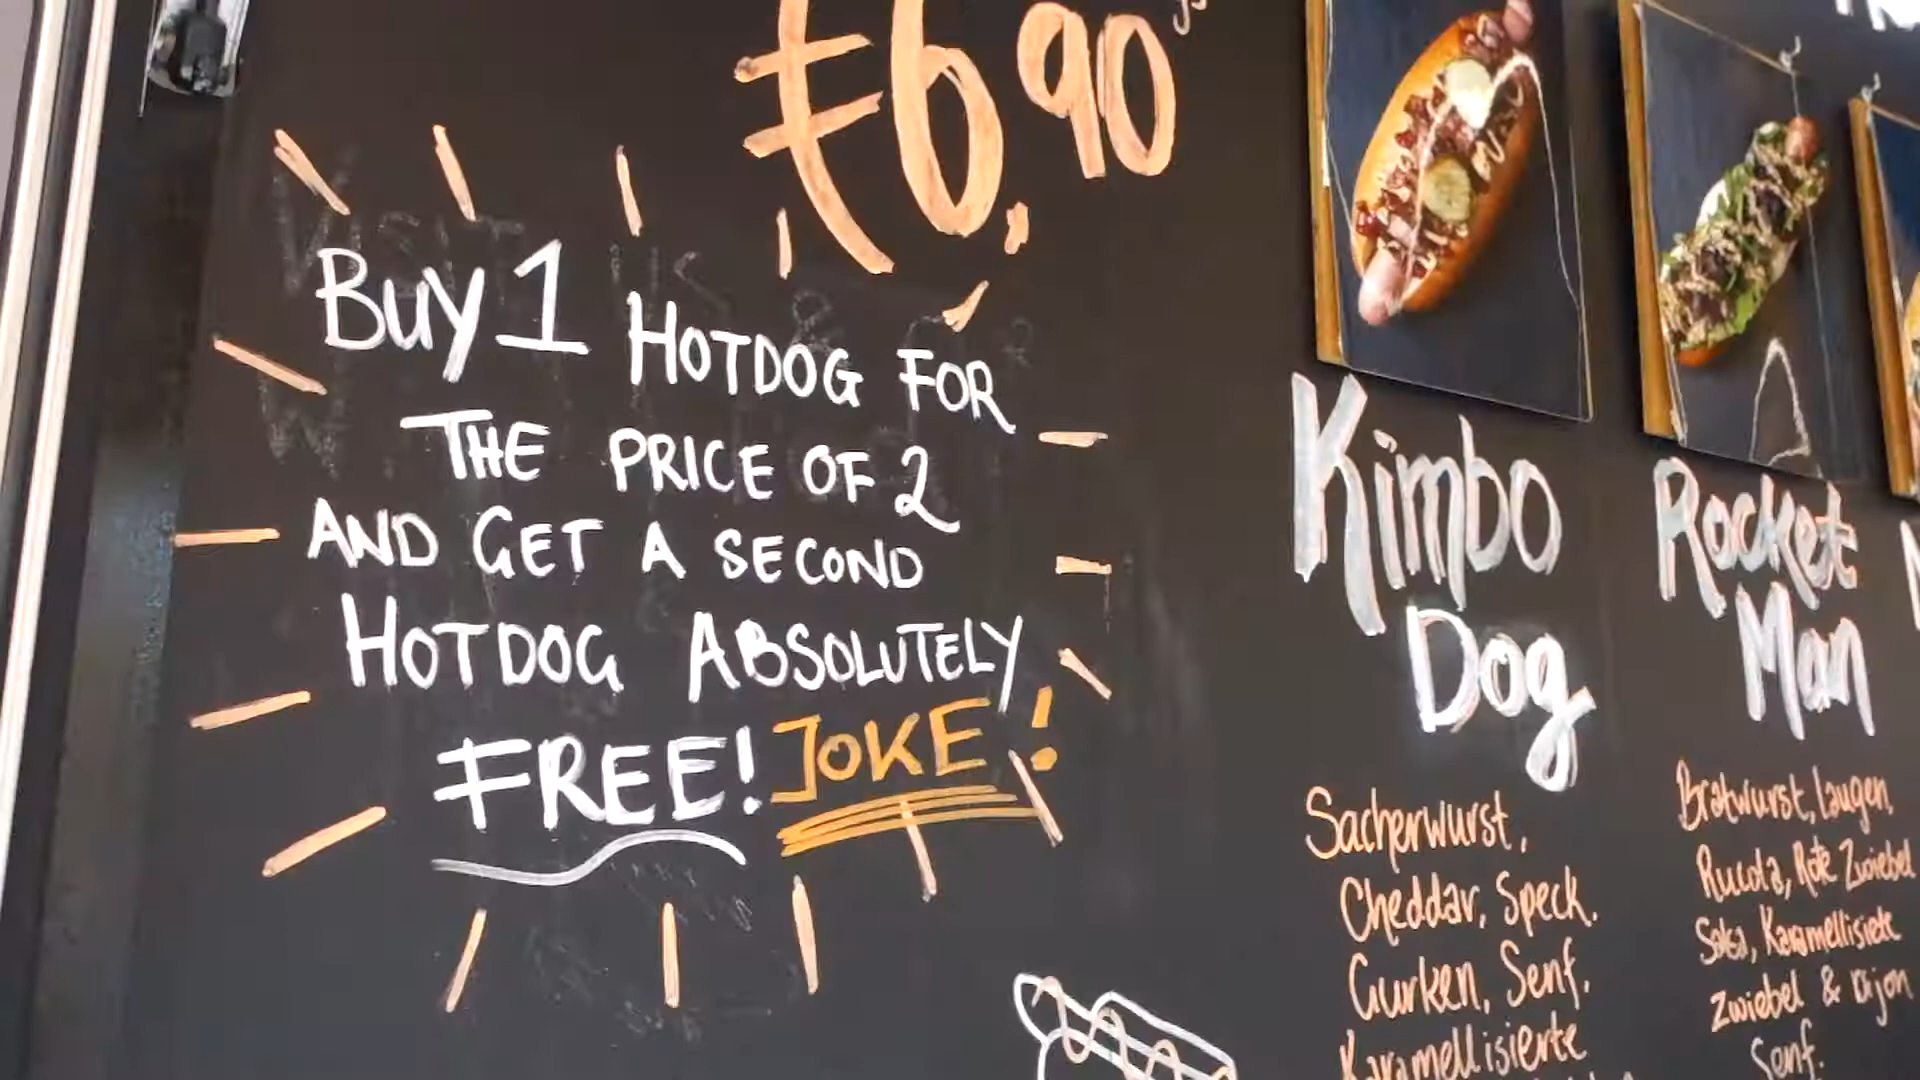 €6,90
BUY 1 HOTDOG FOR
THE PRICE OF 2
AND GET A SECOND
HOTDOG ABSOLUTELY
FREE! JOKE!
Kimbo
Dog
Sacherwurst,
Cheddar, Speck,
Gurken, Senf,
Karamellisierte
Rocket
Man
Bratwurst, Laugen,
Rucola, Rote Zwiebel
Salsa, Karamellisierte
Zwiebel & Dijon
Senf.